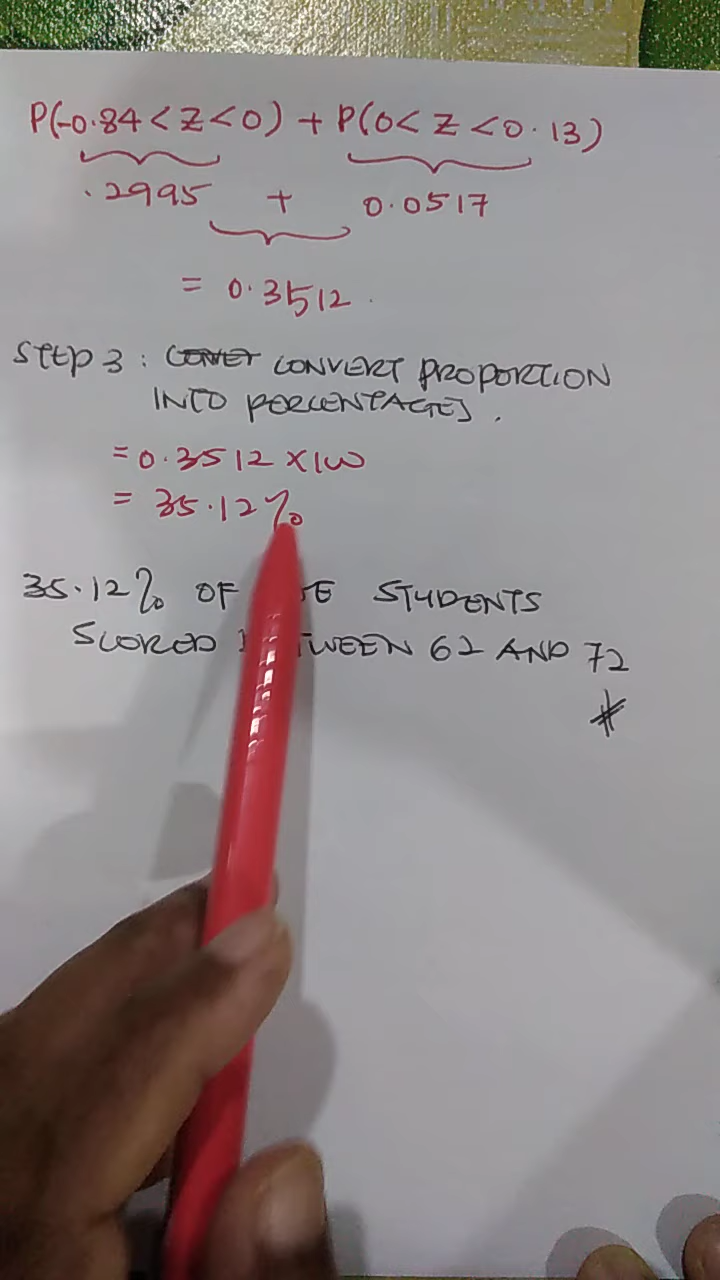 P(-0.84 < Z < 0) + P(0 < Z < 0.13)
.2995 + 0.0517
= 0.3512.
STEP 3: CONVERT PROPORTION
INTO PERCENTAGES.
= 0.3512 × 100
= 35.12%
35.12% OF STUDENTS
SCORED 62 AND 72